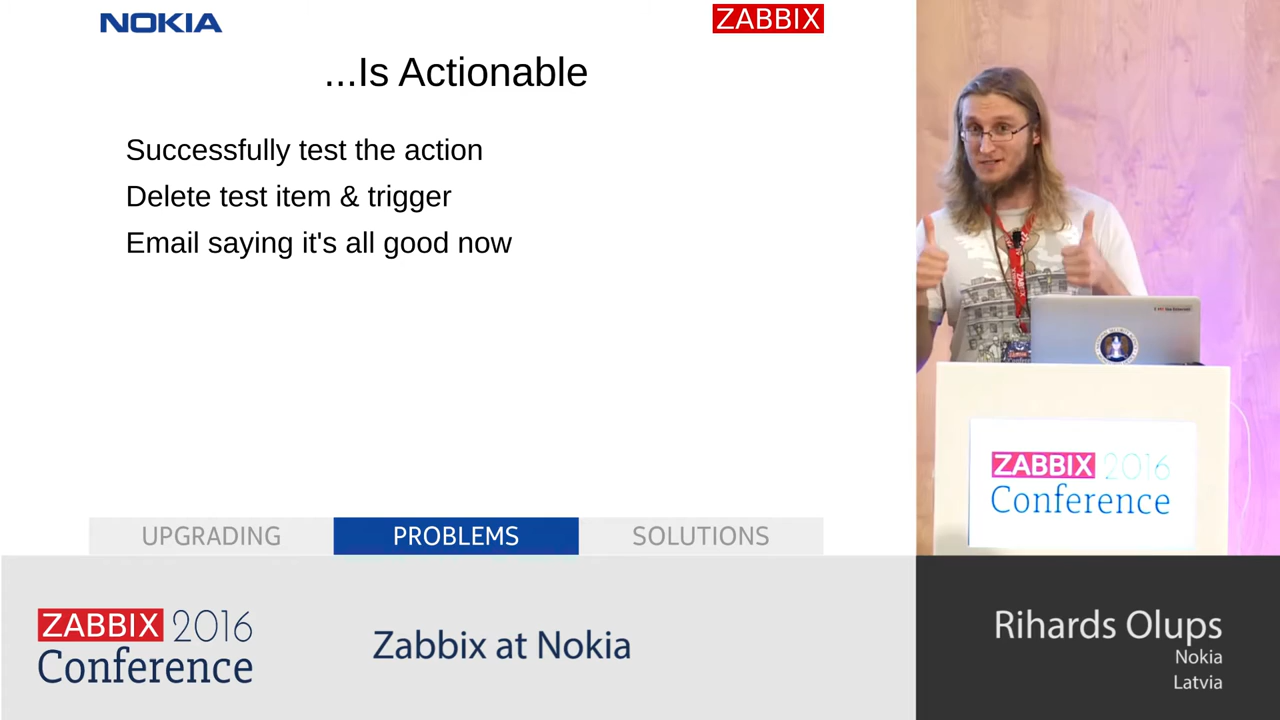 NOKIA
ZABBIX
...Is Actionable
Successfully test the action
Delete test item & trigger
Email saying it's all good now
UPGRADING
PROBLEMS
SOLUTIONS
ZABBIX 2016
Conference
ZABBIX 2016
Conference
Zabbix at Nokia
Rihards Olups
Nokia
Latvia